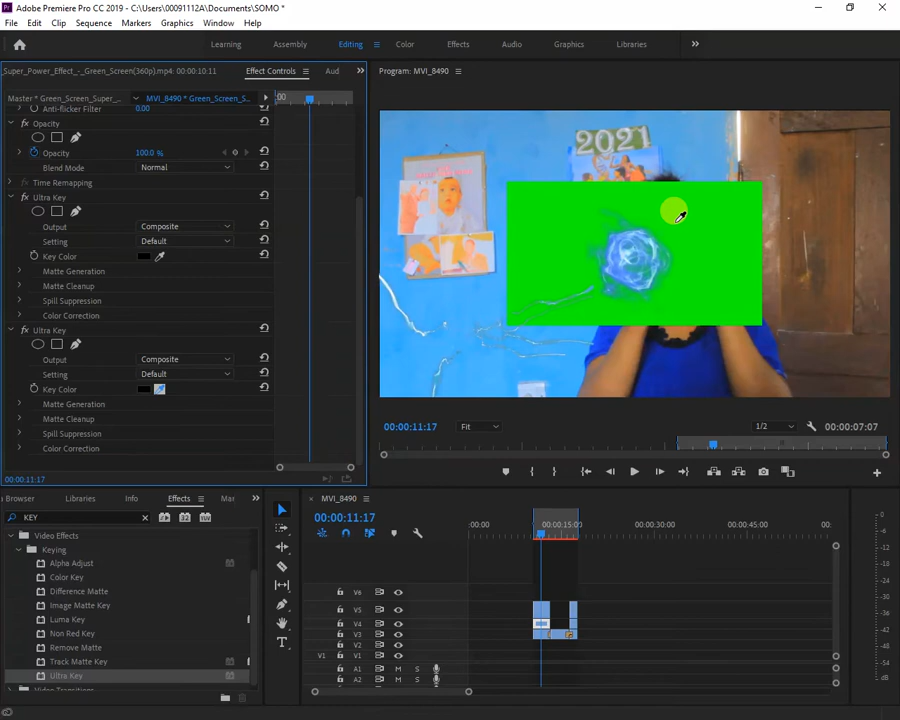 Adobe Premiere Pro CC 2019 - C:\Users\00091112A\Documents\SOMO *
File Edit Clip Sequence Markers Graphics Window Help
Learning Assembly Editing Color Effects Audio Graphics Libraries
Super_Power_Effect_-_Green_Screen(360p).mp4: 00:00:10:11 Effect Controls Aud
Program: MVI_8490
Master * Green_Screen_Super_... MVI_8490 * Green_Screen_S... :00
Anti-flicker Filter 0.00
fx Opacity
Opacity 100.0 %
Blend Mode Normal
Time Remapping
fx Ultra Key
Output Composite
Setting Default
Key Color
Matte Generation
Matte Cleanup
Spill Suppression
Color Correction
fx Ultra Key
Output Composite
Setting Default
Key Color
Matte Generation
Matte Cleanup
Spill Suppression
Color Correction
00:00:11:17
2021
00:00:11:17 Fit 1/2 00:00:07:07
Browser Libraries Info Effects Mar
KEY
Video Effects
Keying
Alpha Adjust
Color Key
Difference Matte
Image Matte Key
Luma Key
Non Red Key
Remove Matte
Track Matte Key
Ultra Key
Video Transitions
MVI_8490
00:00:11:17
:00:00 00:00:15:00 00:00:30:00 00:00:45:00 00:
V6
V5
V4
V3
V2
V1 V1
A1 M S
A2 M S
0
-6
-12
-18
-24
-30
-36
-42
-48
-54
dB